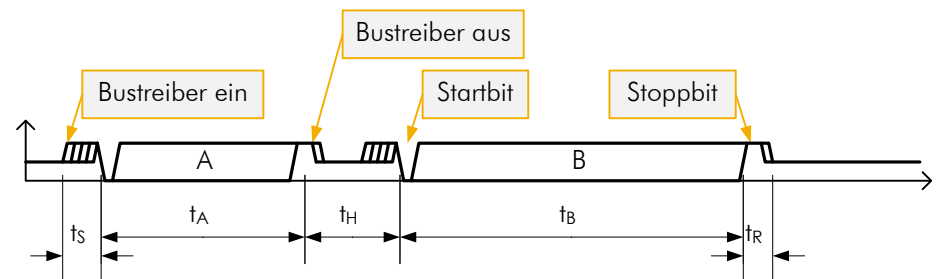 Bustreiber aus
Bustreiber ein
Startbit
Stoppbit
A
B
tS
tA
tH
tB
tR